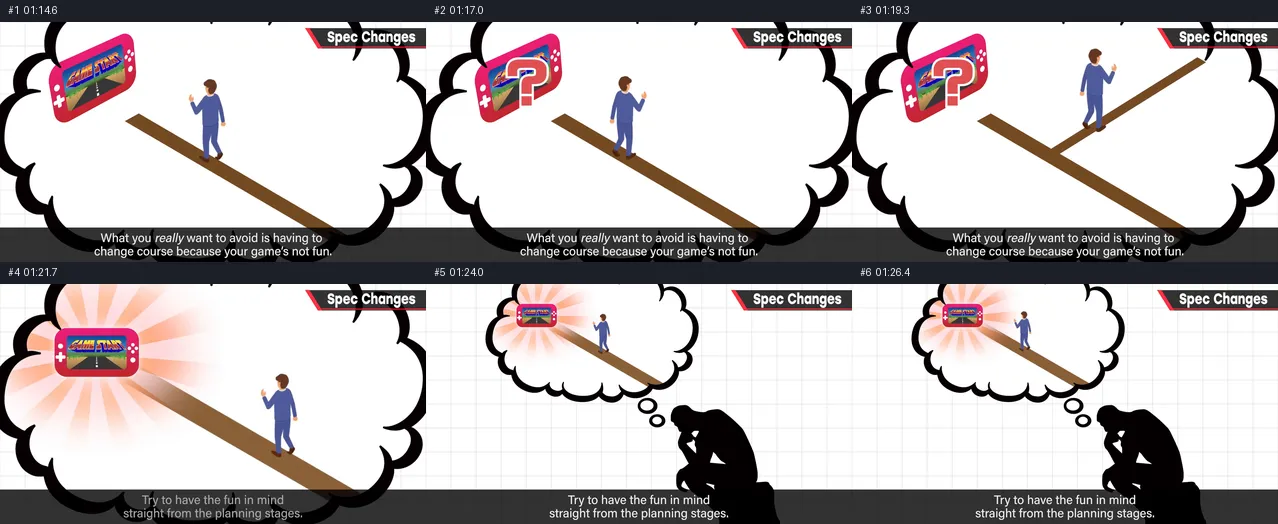 #1 01:14.6
Spec Changes
What you really want to avoid is having to
change course because your game's not fun.
#2 01:17.0
?
Spec Changes
What you really want to avoid is having to
change course because your game's not fun.
#3 01:19.3
?
Spec Changes
What you really want to avoid is having to
change course because your game's not fun.
#4 01:21.7
Spec Changes
Try to have the fun in mind
straight from the planning stages.
#5 01:24.0
Spec Changes
Try to have the fun in mind
straight from the planning stages.
#6 01:26.4
Spec Changes
Try to have the fun in mind
straight from the planning stages.